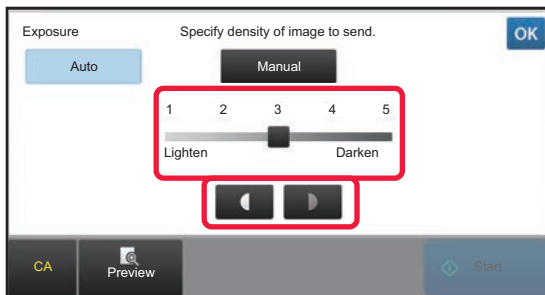 Exposure Specify density of image to send. OK
Auto Manual
1 2 3 4 5
Lighten Darken
CA Preview Start